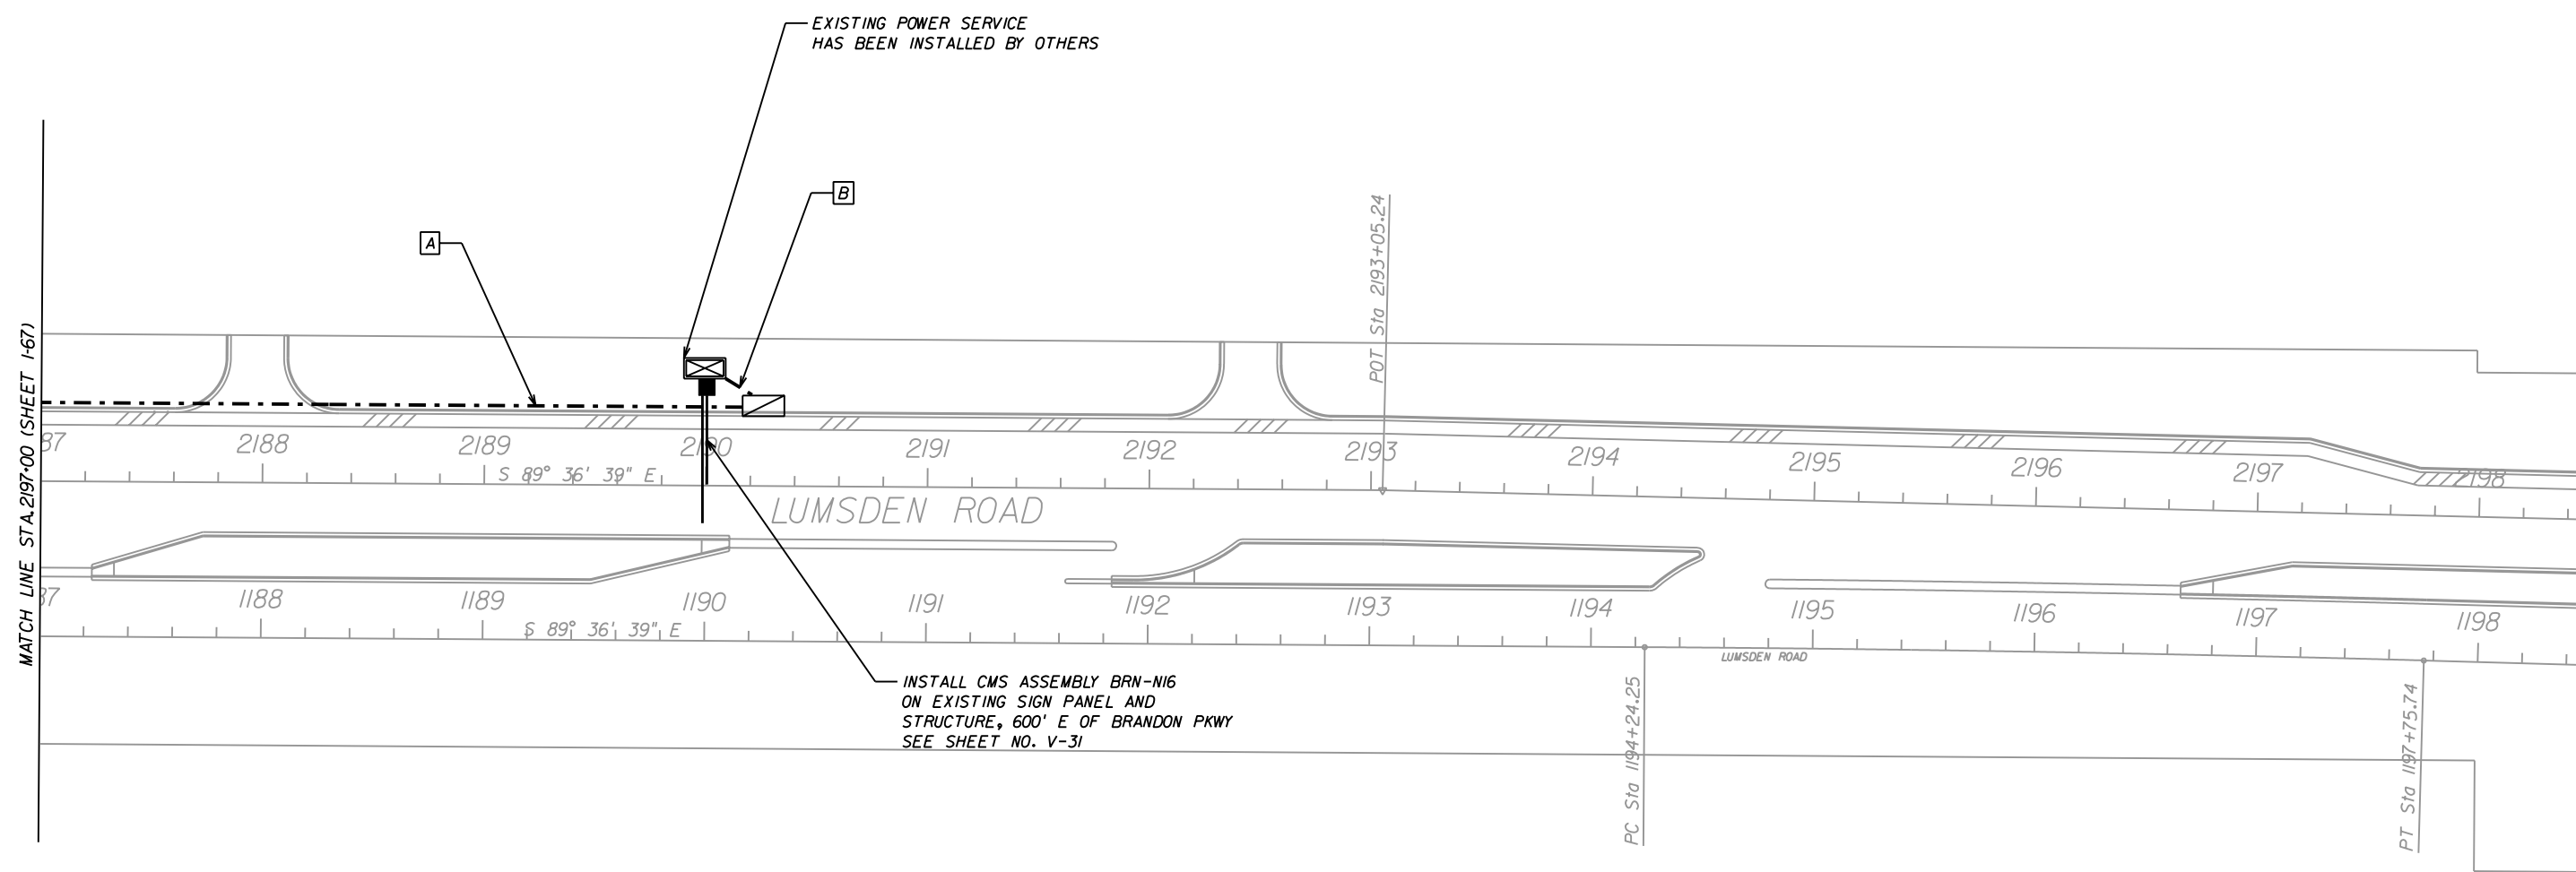 EXISTING POWER SERVICE
HAS BEEN INSTALLED BY OTHERS
B
A
POT Sta 2193+05.24
MATCH LINE STA.2197+00 (SHEET I-67)
87
2188
2189
2190
2191
2192
2193
2194
2195
2196
2197
2198
S 89° 36' 39" E
LUMSDEN ROAD
87
1188
1189
1190
1191
1192
1193
1194
1195
1196
1197
1198
S 89° 36' 39" E
LUMSDEN ROAD
INSTALL CMS ASSEMBLY BRN-N16
ON EXISTING SIGN PANEL AND
STRUCTURE, 600' E OF BRANDON PKWY
SEE SHEET NO. V-31
PC Sta 1194+24.25
PT Sta 1197+75.74